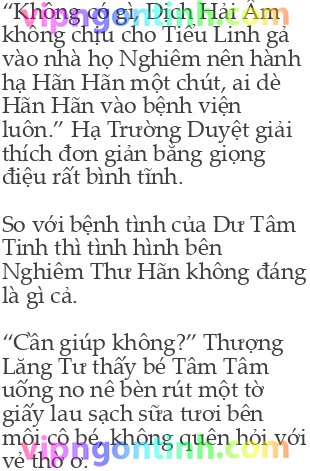 “Không có gì, Địch Hải Âm
không chịu cho Tiểu Linh gả
vào nhà họ Nghiêm nên hành
hạ Hãn Hãn một chút, ai dè
Hãn Hãn vào bệnh viện
luôn.” Hạ Trường Duyệt giải
thích đơn giản bằng giọng
điệu rất bình tĩnh.

So với bệnh tình của Dư Tâm
Tinh thì tình hình bên
Nghiêm Thư Hãn không đáng
là gì cả.

“Cần giúp không?” Thượng
Lăng Tư thấy bé Tâm Tâm
uống no nê bèn rút một tờ
giấy lau sạch sữa tươi bên
môi cô bé, không quên hỏi với
vẻ thờ ơ.
vipngontinh.com
vipngontinh.com